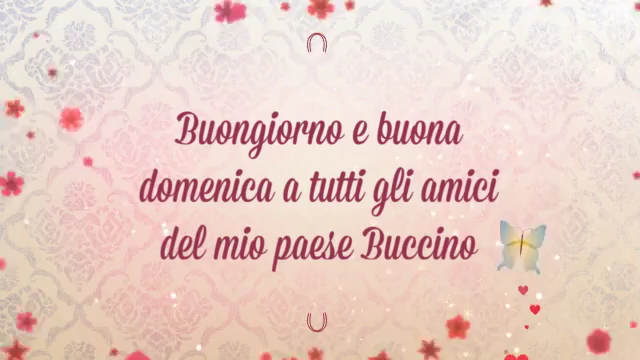 Buongiorno e buona
domenica a tutti gli amici
del mio paese Buccino